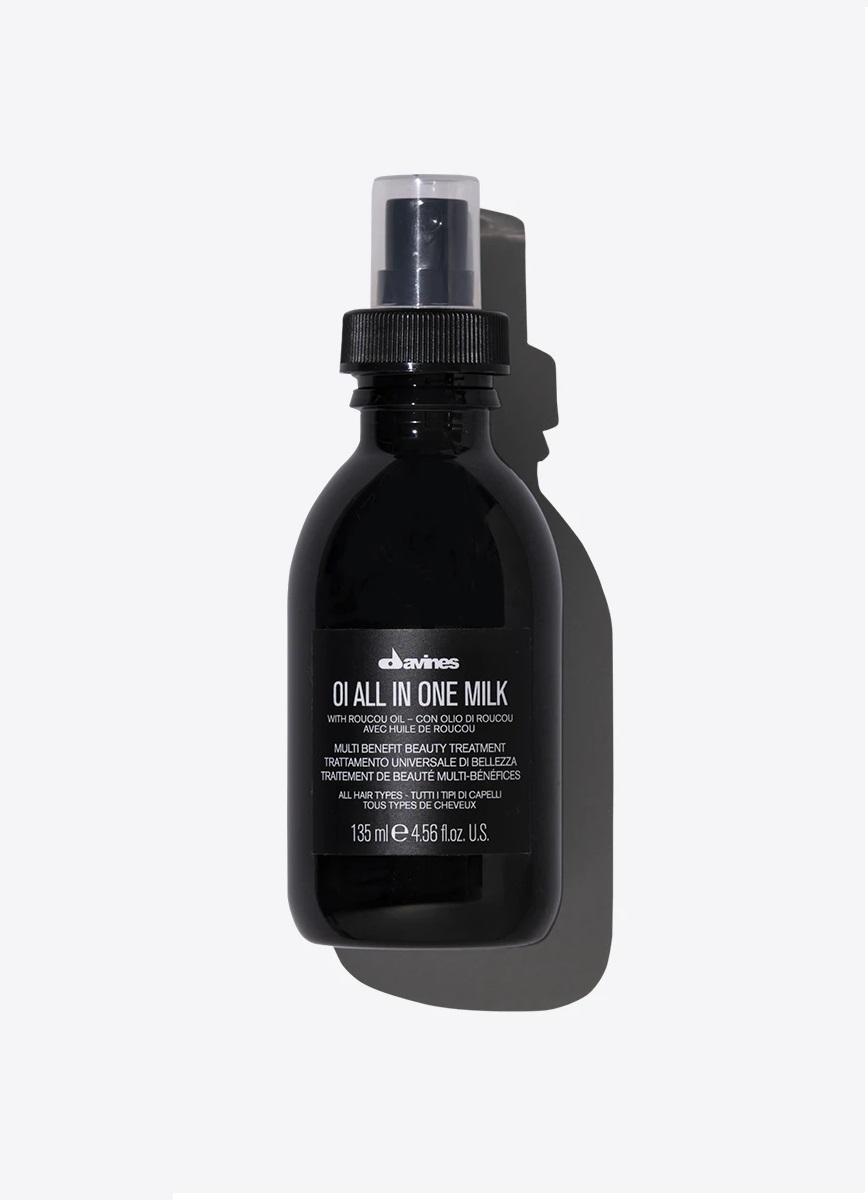 davines
OI ALL IN ONE MILK
WITH ROUCOU OIL – CON OLIO DI ROUCOU
AVEC HUILE DE ROUCOU
MULTI BENEFIT BEAUTY TREATMENT
TRATTAMENTO UNIVERSALE DI BELLEZZA
TRAITEMENT DE BEAUTÉ MULTI-BÉNÉFICES
ALL HAIR TYPES - TUTTI I TIPI DI CAPELLI
TOUS TYPES DE CHEVEUX
135 ml ℮ 4.56 fl.oz. U.S.